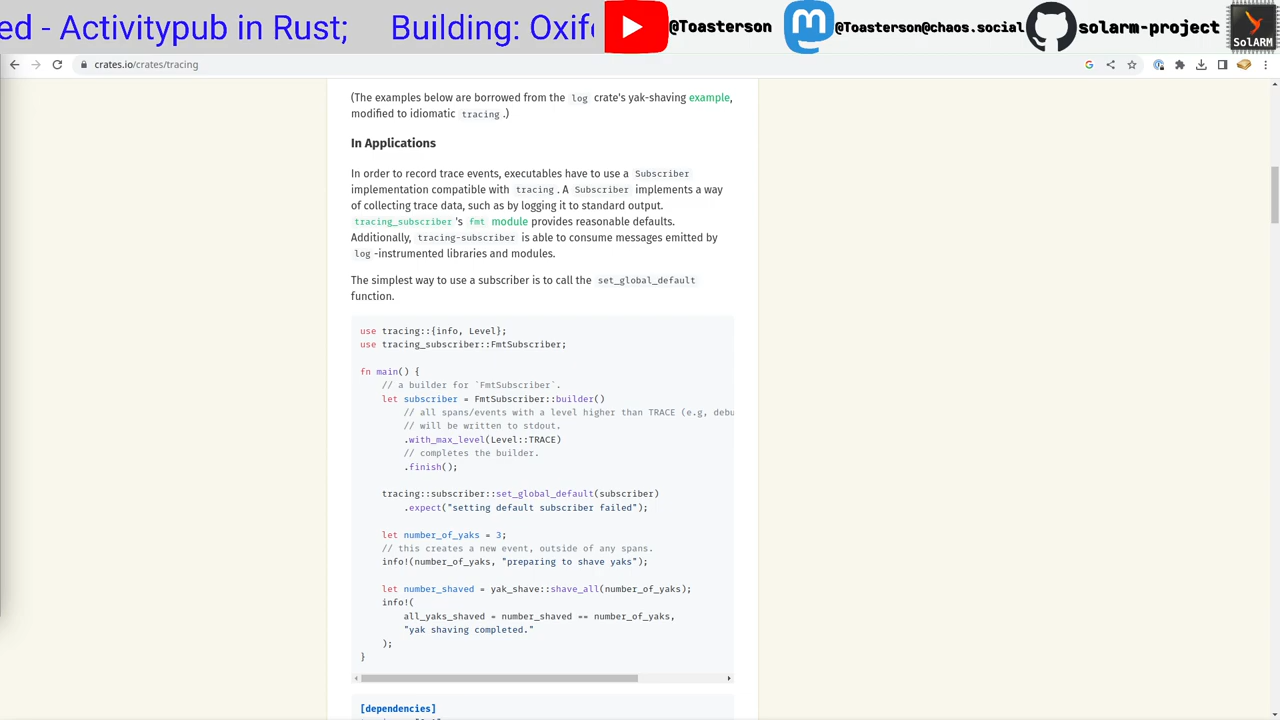 ed - Activitypub in Rust;    Building: Oxife
@Toasterson
@Toasterson@chaos.social
solarm-project
SolARM
crates.io/crates/tracing
(The examples below are borrowed from the log crate's yak-shaving example,
modified to idiomatic tracing.)
In Applications
In order to record trace events, executables have to use a Subscriber
implementation compatible with tracing. A Subscriber implements a way
of collecting trace data, such as by logging it to standard output.
tracing_subscriber's fmt module provides reasonable defaults.
Additionally, tracing-subscriber is able to consume messages emitted by
log-instrumented libraries and modules.
The simplest way to use a subscriber is to call the set_global_default
function.
use tracing::{info, Level};
use tracing_subscriber::FmtSubscriber;
fn main() {
// a builder for `FmtSubscriber`.
let subscriber = FmtSubscriber::builder()
// all spans/events with a level higher than TRACE (e.g, debu
// will be written to stdout.
.with_max_level(Level::TRACE)
// completes the builder.
.finish();
tracing::subscriber::set_global_default(subscriber)
.expect("setting default subscriber failed");
let number_of_yaks = 3;
// this creates a new event, outside of any spans.
info!(number_of_yaks, "preparing to shave yaks");
let number_shaved = yak_shave::shave_all(number_of_yaks);
info!(
all_yaks_shaved = number_shaved == number_of_yaks,
"yak shaving completed."
);
}
[dependencies]